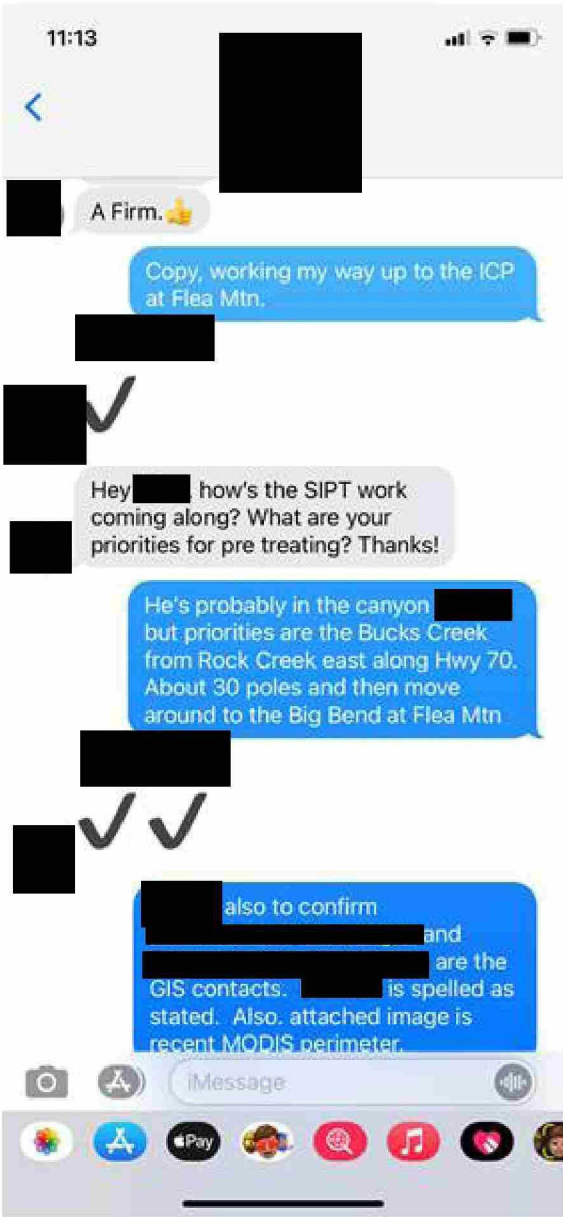 11:13
A Firm.👍
Copy, working my way up to the ICP
at Flea Mtn.
✔
Hey , how's the SIPT work
coming along? What are your
priorities for pre treating? Thanks!
He's probably in the canyon
but priorities are the Bucks Creek
from Rock Creek east along Hwy 70.
About 30 poles and then move
around to the Big Bend at Flea Mtn
✔ ✔
also to confirm
and
are the
GIS contacts. is spelled as
stated. Also. attached image is
recent MODIS perimeter.
iMessage
Pay